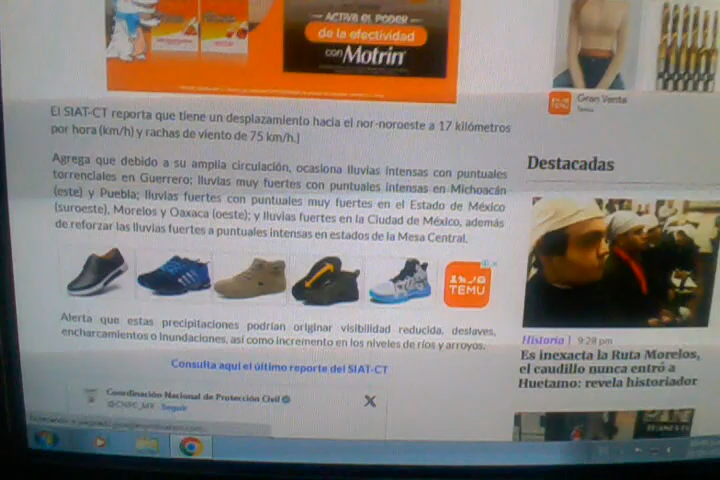 ACTIVA EL PODER
de la efectividad
con Motrin
TEMU
Gran Venta
Temu
El SIAT-CT reporta que tiene un desplazamiento hacia el nor-noroeste a 17 kilómetros
por hora (km/h) y rachas de viento de 75 km/h.]
Agrega que debido a su amplia circulación, ocasiona lluvias intensas con puntuales
torrenciales en Guerrero; lluvias muy fuertes con puntuales intensas en Michoacán
(este) y Puebla; lluvias fuertes con puntuales muy fuertes en el Estado de México
(suroeste), Morelos y Oaxaca (oeste); y lluvias fuertes en la Ciudad de México, además
de reforzar las lluvias fuertes a puntuales intensas en estados de la Mesa Central.
TEMU
Alerta que estas precipitaciones podrían originar visibilidad reducida, deslaves,
encharcamientos o inundaciones, así como incremento en los niveles de ríos y arroyos.
Consulta aquí el último reporte del SIAT-CT
Coordinación Nacional de Protección Civil
@CNPC_MX · Seguir
X
Destacadas
Historia | 9:28 pm
Es inexacta la Ruta Morelos,
el caudillo nunca entró a
Huetamo: revela historiador